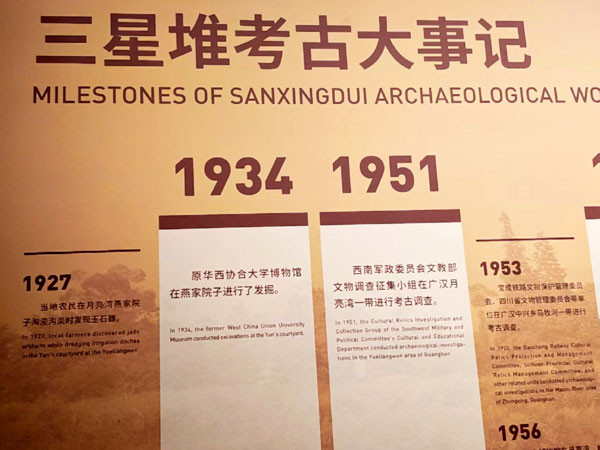 三星堆考古大事记
MILESTONES OF SANXINGDUI ARCHAEOLOGICAL WO
1927
当地农民在月亮湾燕家院
子淘浚沟渠时发现玉石器。
In 1927, local farmers discovered jade
artifacts while dredging irrigation ditches
in the Yan's courtyard at the Yueliangwan
1934
原华西协合大学博物馆
在燕家院子进行了发掘。
In 1934, the former West China Union University
Museum conducted excavations at the Yan's courtyard.
1951
西南军政委员会文教部
文物调查征集小组在广汉月
亮湾一带进行考古调查。
In 1951, the Cultural Relics Investigation and
Collection Group of the Southwest Military and
Political Committee's Cultural and Educational
Department conducted archaeological investiga-
tions in the Yueliangwan area of Guanghan.
1953
宝成铁路文物保护管理委员
会、四川省文物管理委员会等单
位在广汉中兴乡马牧河一带进行
考古调查。
In 1953, the Baocheng Railway Cultural
Relics Protection and Management
Committee, Sichuan Provincial Cultural
Relics Management Committee, and
other related units conducted archaeologi-
cal investigations in the Mamu River area
of Zhongxing, Guanghan.
1956